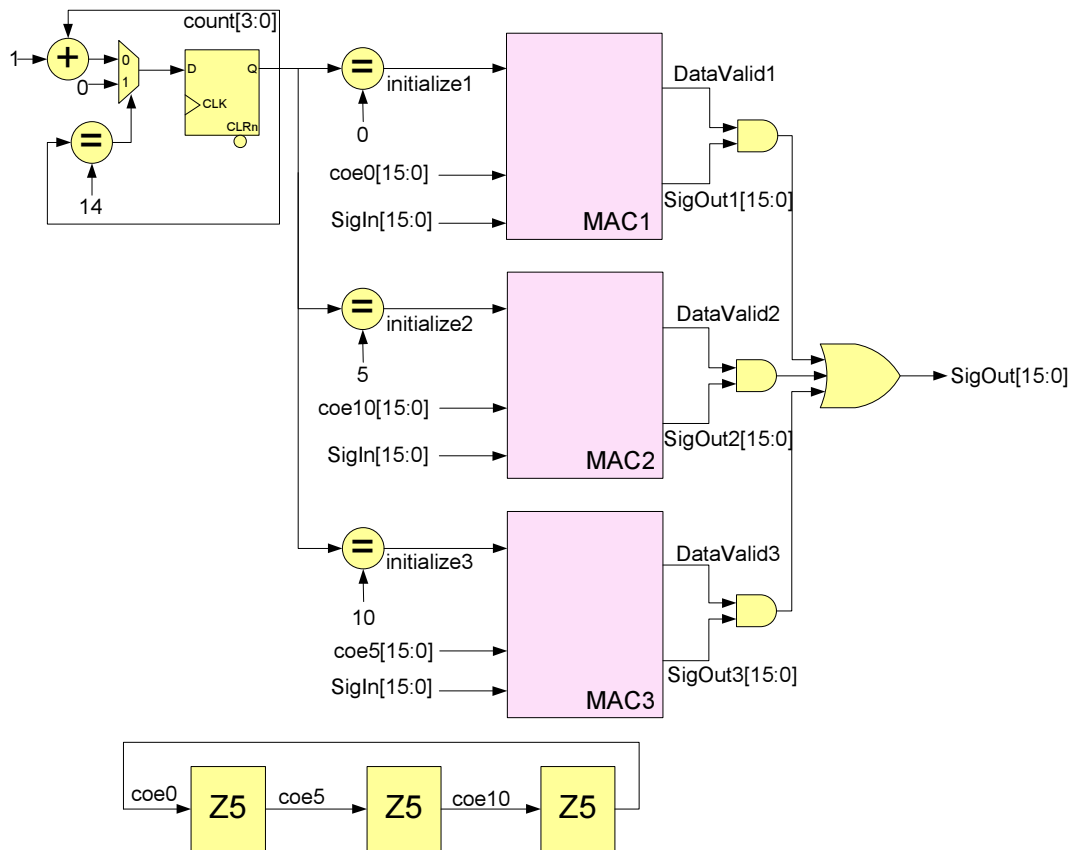 count[3:0]
1
+
0
0
1
D
Q
CLK
CLRn
=
14
=
initialize1
0
coe0[15:0]
SigIn[15:0]
MAC1
DataValid1
SigOut1[15:0]
=
initialize2
5
coe10[15:0]
SigIn[15:0]
MAC2
DataValid2
SigOut2[15:0]
SigOut[15:0]
=
initialize3
10
coe5[15:0]
SigIn[15:0]
MAC3
DataValid3
SigOut3[15:0]
coe0
Z5
coe5
Z5
coe10
Z5